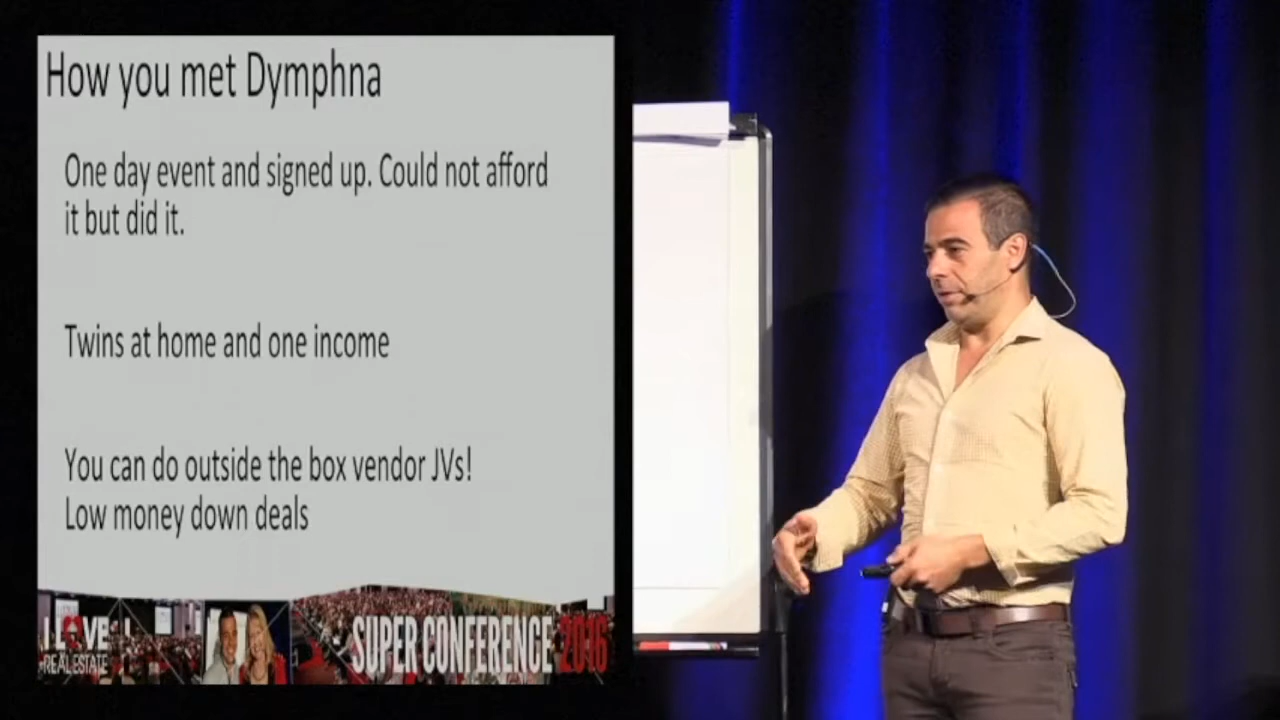 How you met Dymphna
One day event and signed up. Could not afford
it but did it.
Twins at home and one income
You can do outside the box vendor JVs!
Low money down deals
I LOVE
REAL ESTATE
SUPER CONFERENCE 2016